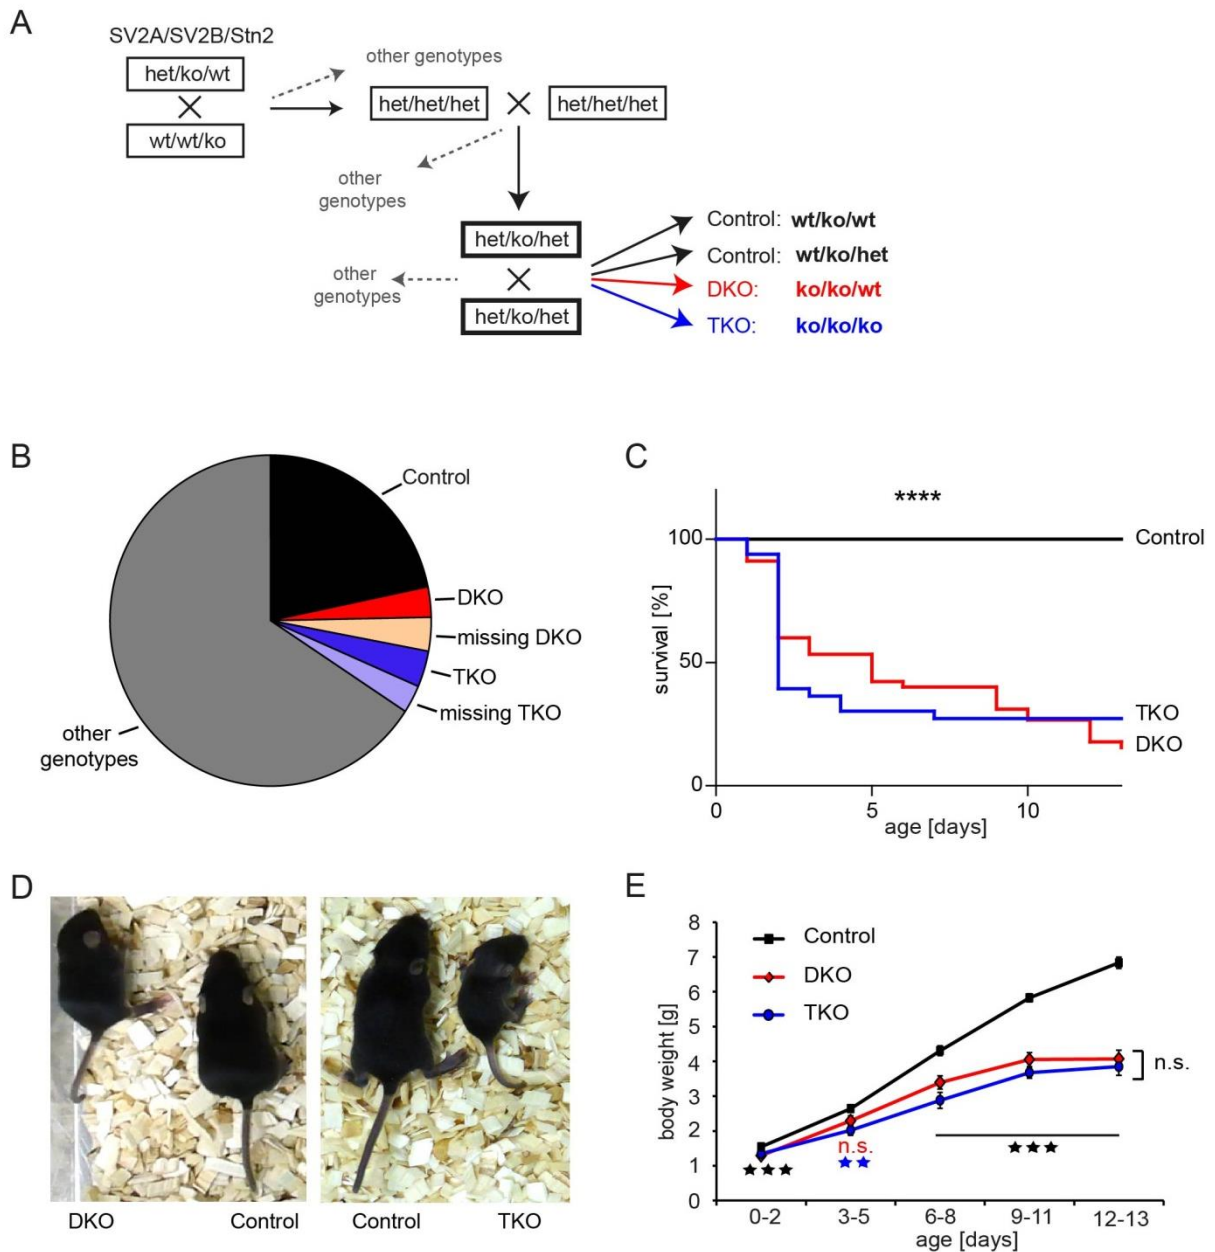 A
SV2A/SV2B/Stn2
het/ko/wt
wt/wt/ko
other genotypes
het/het/het
het/het/het
other
genotypes
het/ko/het
other
genotypes
het/ko/het
Control: wt/ko/wt
Control: wt/ko/het
DKO: ko/ko/wt
TKO: ko/ko/ko
B
Control
DKO
missing DKO
TKO
missing TKO
other
genotypes
C
****
100
50
0
survival [%]
0 5 10
age [days]
Control
TKO
DKO
D
DKO Control
Control TKO
E
8
7
6
5
4
3
2
1
0
body weight [g]
Control
DKO
TKO
n.s.
n.s.
★★★
★★
★★★
0-2 3-5 6-8 9-11 12-13
age [days]